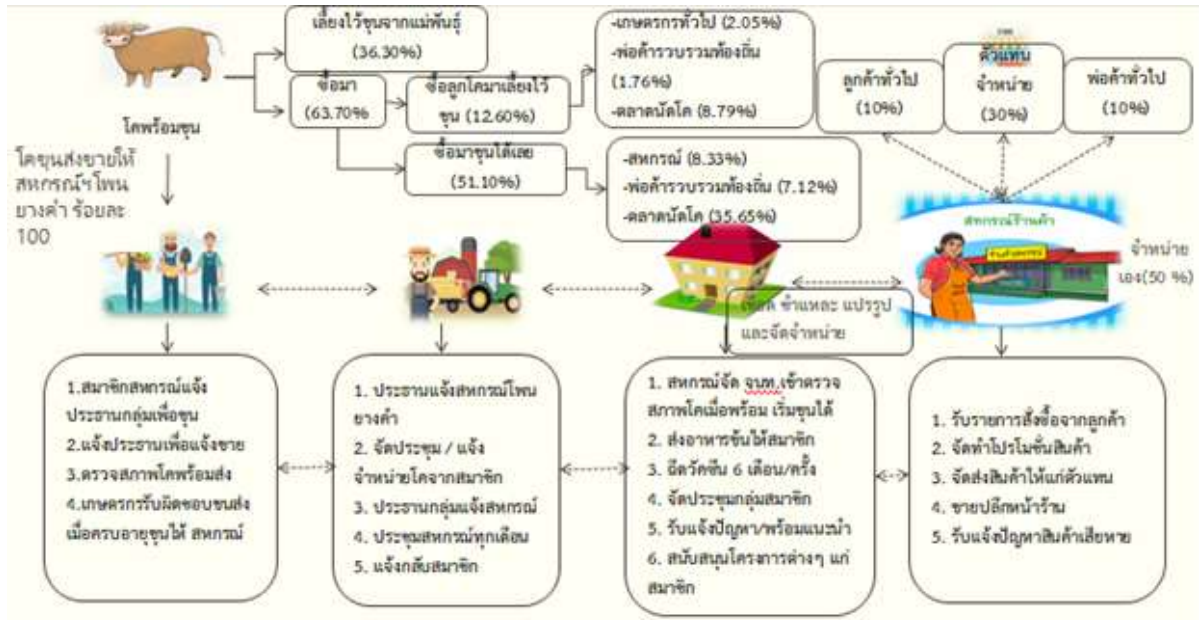 เลี้ยงไว้ขุนจากแม่พันธุ์
(36.30%)
ซื้อมา
(63.70%
ซื้อลูกโคมาเลี้ยงไว้
ขุน (12.60%)
-เกษตรกรทั่วไป (2.05%)
-พ่อค้ารวบรวมท้องถิ่น
(1.76%)
-ตลาดนัดโค (8.79%)
ซื้อมาขุนได้เลย
(51.10%)
-สหกรณ์ (8.33%)
-พ่อค้ารวบรวมท้องถิ่น (7.12%)
-ตลาดนัดโค (35.65%)
ลูกค้าทั่วไป
(10%)
ตัวแทน
จำหน่าย
(30%)
พ่อค้าทั่วไป
(10%)
โคพร้อมขุน
โคขุนส่งขายให้
สหกรณ์ฯโพน
ยางคำ ร้อยละ
100
สหกรณ์ร้านค้า
จำหน่าย
เอง(50 %)
เชือด ชำแหละ แปรรูป
และจัดจำหน่าย
1.สมาชิกสหกรณ์แจ้ง
ประธานกลุ่มเพื่อขุน
2.แจ้งประธานเพื่อแจ้งขาย
3.ตรวจสภาพโคพร้อมส่ง
4.เกษตรกรรับผิดชอบขนส่ง
เมื่อครบอายุขุนให้ สหกรณ์
1. ประธานแจ้งสหกรณ์โพน
ยางคำ
2. จัดประชุม / แจ้ง
จำหน่ายโคจากสมาชิก
3. ประธานกลุ่มแจ้งสหกรณ์
4. ประชุมสหกรณ์ทุกเดือน
5. แจ้งกลับสมาชิก
1. สหกรณ์จัด จนท.เข้าตรวจ
สภาพโคเมื่อพร้อม เริ่มขุนได้
2. ส่งอาหารข้นให้สมาชิก
3. ฉีดวัคซีน 6 เดือน/ครั้ง
4. จัดประชุมกลุ่มสมาชิก
5. รับแจ้งปัญหา/พร้อมแนะนำ
6. สนับสนุนโครงการต่างๆ แก่
สมาชิก
1. รับรายการสั่งซื้อจากลูกค้า
2. จัดทำโปรโมชั่นสินค้า
3. จัดส่งสินค้าให้แก่ตัวแทน
4. ขายปลีกหน้าร้าน
5. รับแจ้งปัญหาสินค้าเสียหาย